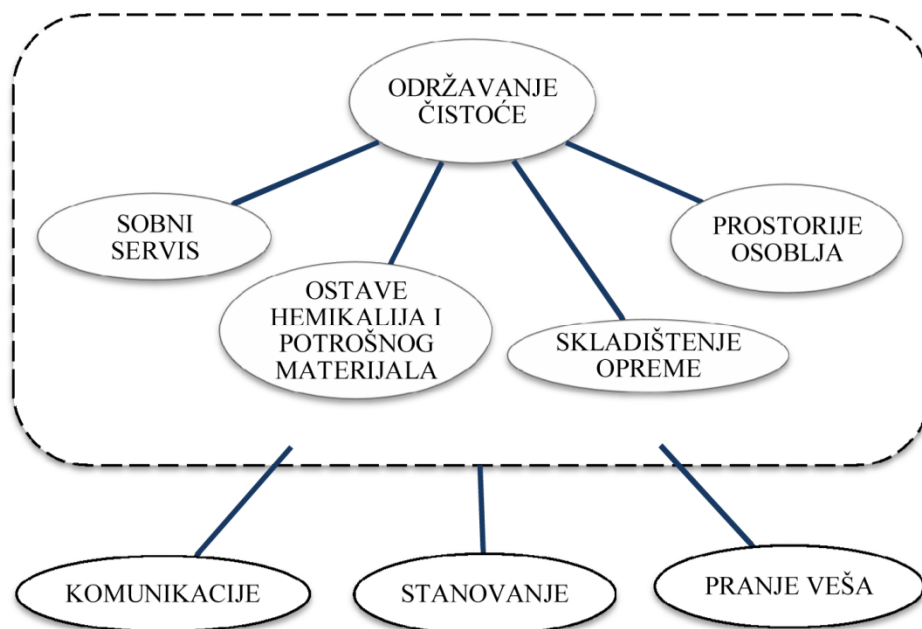 ODRŽAVANJE
ČISTOĆE
SOBNI
SERVIS
PROSTORIJE
OSOBLJA
OSTAVE
HEMIKALIJA I
POTROŠNOG
MATERIJALA
SKLADIŠTENJE
OPREME
KOMUNIKACIJE
STANOVANJE
PRANJE VEŠA